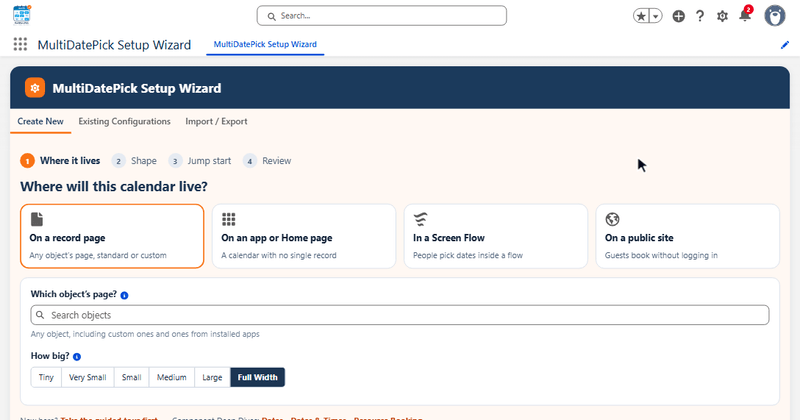 Search...
2
MultiDatePick Setup Wizard
MultiDatePick Setup Wizard
MultiDatePick Setup Wizard
Create New Existing Configurations Import / Export
1 Where it lives 2 Shape 3 Jump start 4 Review
Where will this calendar live?
On a record page
Any object's page, standard or custom
On an app or Home page
A calendar with no single record
In a Screen Flow
People pick dates inside a flow
On a public site
Guests book without logging in
Which object's page?
Search objects
Any object, including custom ones and ones from installed apps
How big?
Tiny Very Small Small Medium Large Full Width